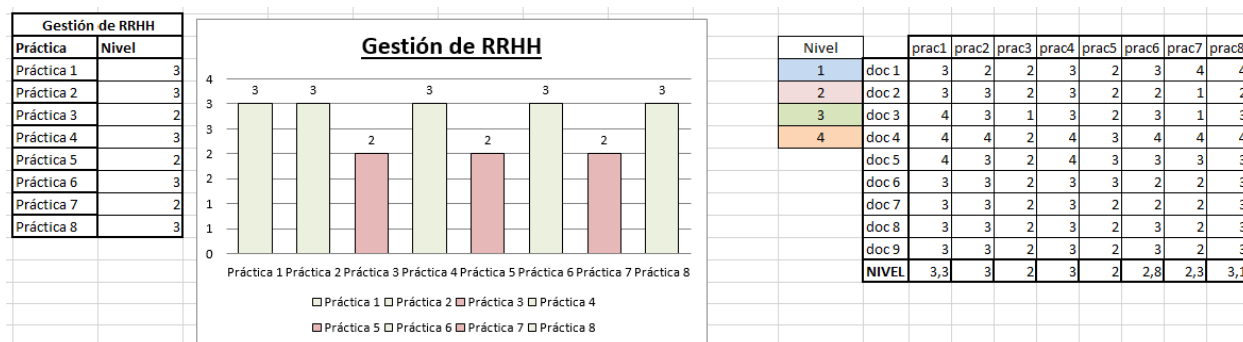 Gestión de RRHH
Práctica Nivel
Práctica 1 3
Práctica 2 3
Práctica 3 2
Práctica 4 3
Práctica 5 2
Práctica 6 3
Práctica 7 2
Práctica 8 3
Gestión de RRHH
4
3
3
2
2
1
1
0
3 3 2 3 2 3 2 3
Práctica 1 Práctica 2 Práctica 3 Práctica 4 Práctica 5 Práctica 6 Práctica 7 Práctica 8
Práctica 1 Práctica 2 Práctica 3 Práctica 4
Práctica 5 Práctica 6 Práctica 7 Práctica 8
Nivel
1
2
3
4
prac1 prac2 prac3 prac4 prac5 prac6 prac7 prac8
doc 1 3 2 2 3 2 3 4 4
doc 2 3 3 2 3 2 2 1 2
doc 3 4 3 1 3 2 3 1 3
doc 4 4 4 2 4 3 4 4 4
doc 5 4 3 2 4 3 3 3 3
doc 6 3 3 2 3 3 2 2 3
doc 7 3 3 2 3 2 2 2 3
doc 8 3 3 2 3 2 3 2 3
doc 9 3 3 2 3 2 3 2 3
NIVEL 3,3 3 2 3 2 2,8 2,3 3,1